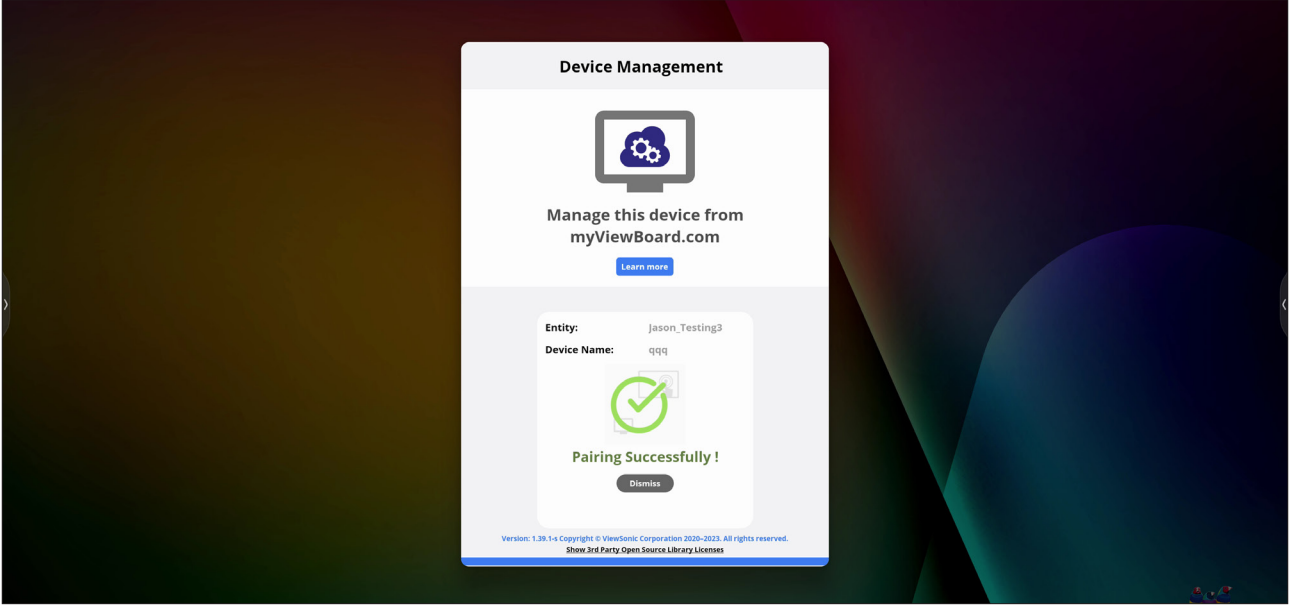 Device Management
Manage this device from
myViewBoard.com
Learn more
Entity: Jason_Testing3
Device Name: qqq
Pairing Successfully !
Dismiss
Version: 1.39.1-s Copyright © ViewSonic Corporation 2020–2023. All rights reserved.
Show 3rd Party Open Source Library Licenses